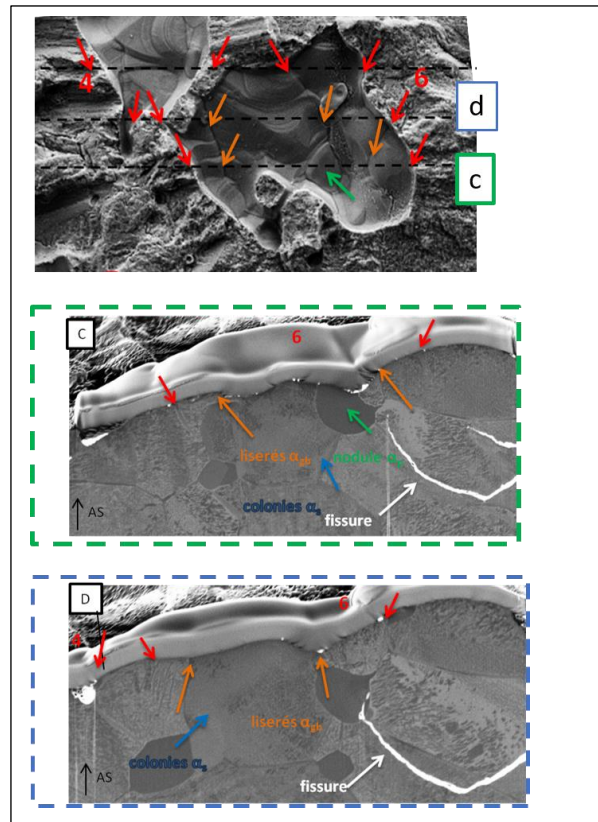 4
6
d
c
C
6
liserés αgb
nodule αp
colonies αs
fissure
AS
D
6
4
liserés αgb
colonies αs
fissure
AS